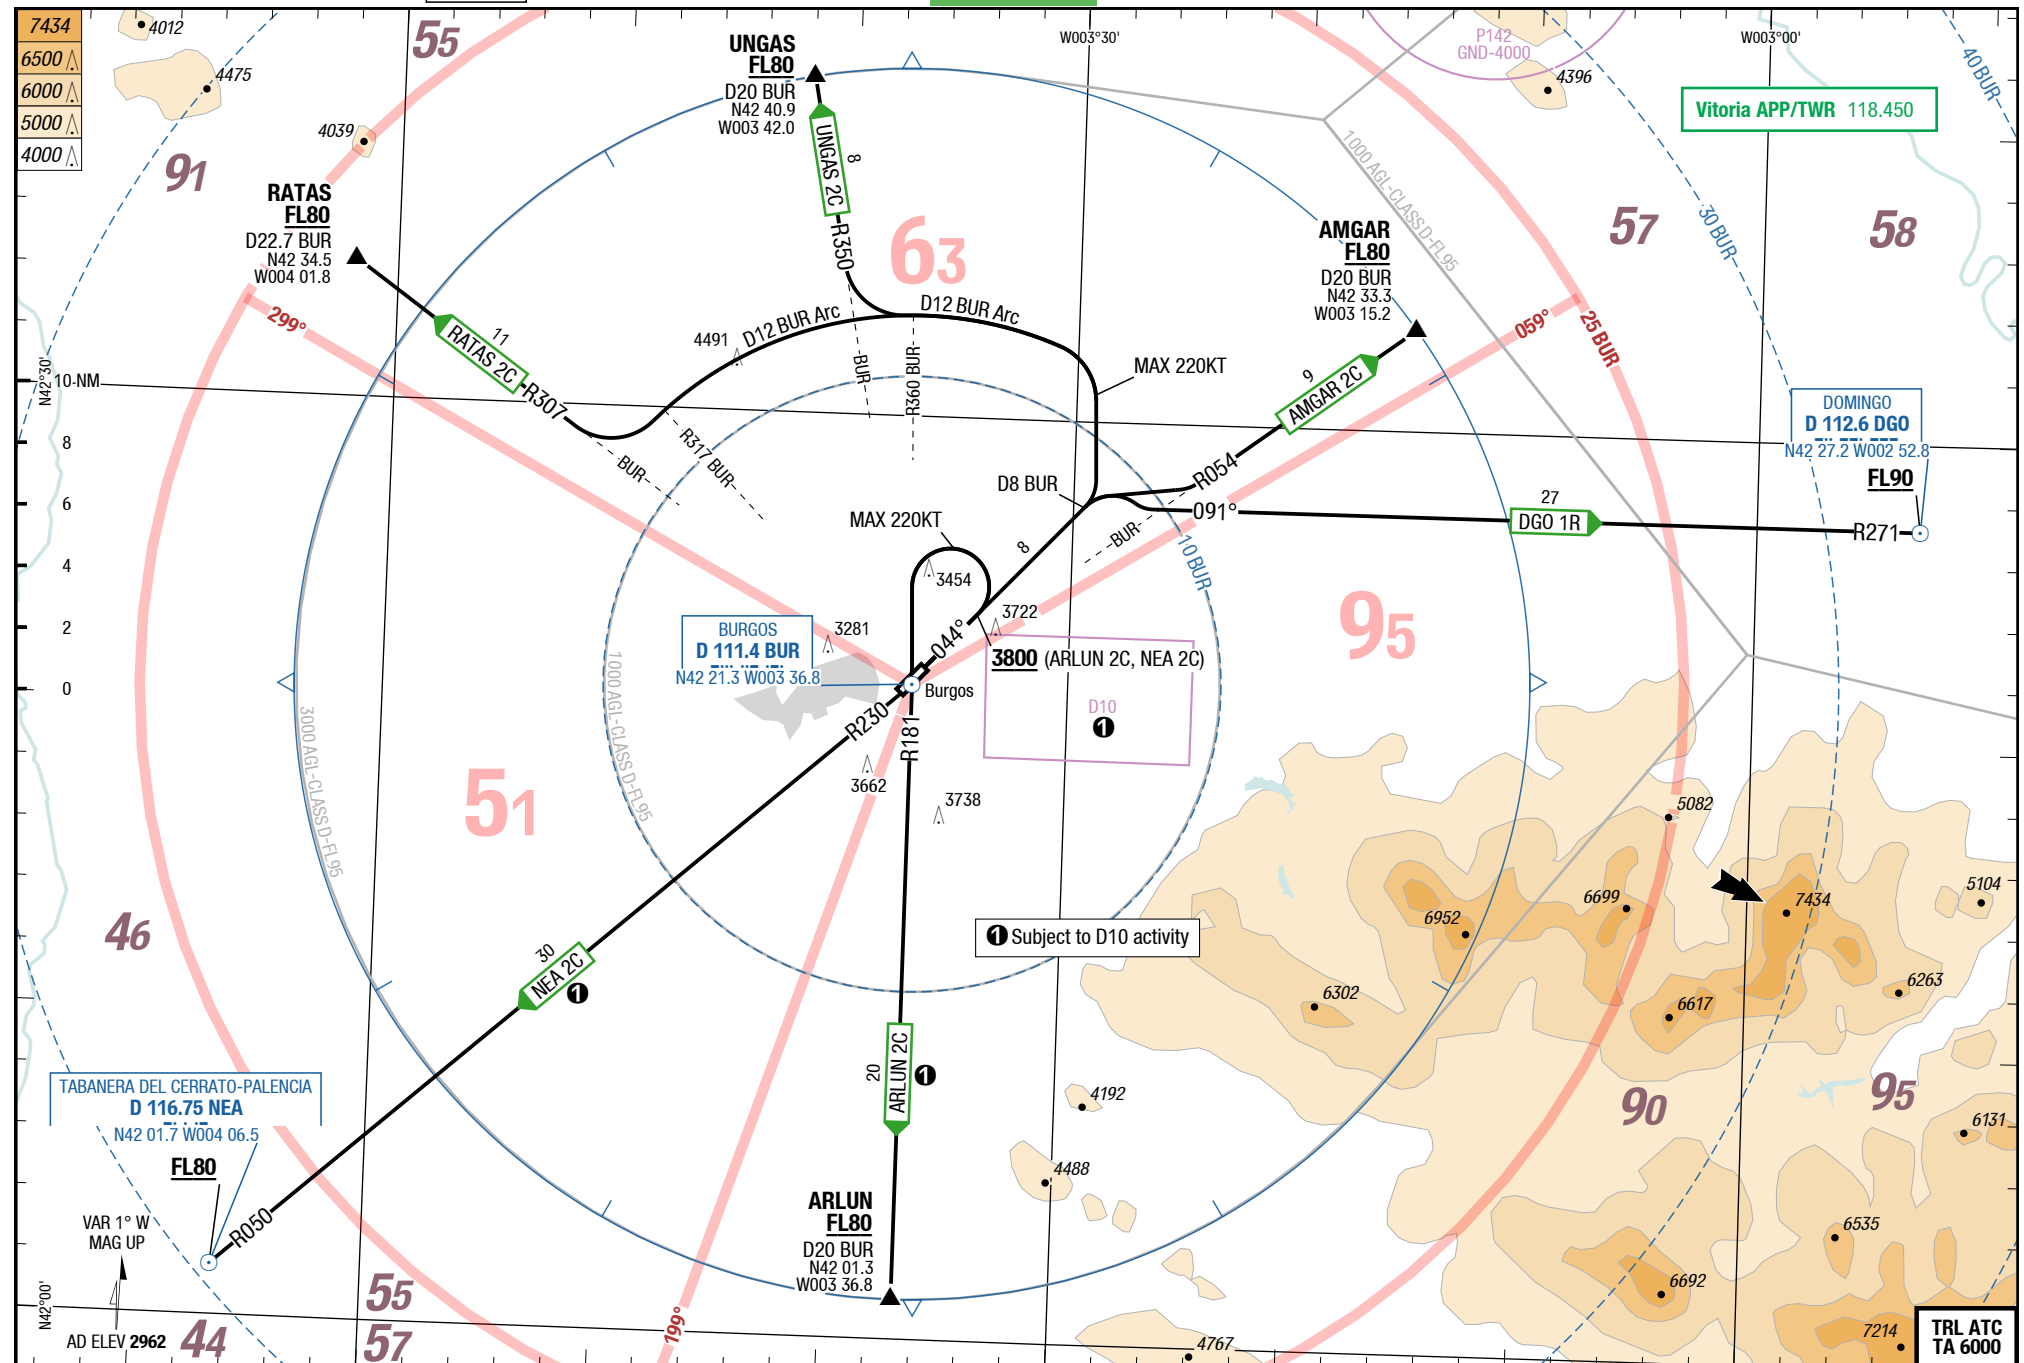 7434
6500
6000
5000
4000
4012
4475
4039
55
91
UNGAS
FL80
D20 BUR
N42 40.9
W003 42.0
UNGAS 2C
8
R350
W003°30'
P142
GND-4000
4396
W003°00'
40 BUR
Vitoria APP/TWR 118.450
1000 AGL-CLASS D-FL95
57
30 BUR
58
RATAS
FL80
D22.7 BUR
N42 34.5
W004 01.8
299°
11
RATAS 2C
R307
BUR
63
AMGAR
FL80
D20 BUR
N42 33.3
W003 15.2
4491
D12 BUR Arc
D12 BUR Arc
BUR
R360 BUR
R317 BUR
MAX 220KT
9
AMGAR 2C
R054
059°
25 BUR
N42°30'
10-NM
8
6
4
2
0
DOMINGO
D 112.6 DGO
N42 27.2 W002 52.8
FL90
D8 BUR
MAX 220KT
8
BUR
091°
27
DGO 1R
R271
10 BUR
3454
3722
3281
044°
BURGOS
D 111.4 BUR
N42 21.3 W003 36.8
Burgos
3800 (ARLUN 2C, NEA 2C)
95
D10
1
R230
R181
1000 AGL-CLASS D-FL95
3000 AGL-CLASS D-FL95
3662
3738
51
5082
46
6952
6699
7434
5104
6302
6617
6263
1 Subject to D10 activity
30
NEA 2C
1
20
ARLUN 2C
1
4192
90
95
6131
TABANERA DEL CERRATO-PALENCIA
D 116.75 NEA
N42 01.7 W004 06.5
FL80
R050
4488
ARLUN
FL80
D20 BUR
N42 01.3
W003 36.8
6535
6692
VAR 1° W
MAG UP
N42°00'
AD ELEV 2962
44
55
57
199°
4767
7214
TRL ATC
TA 6000